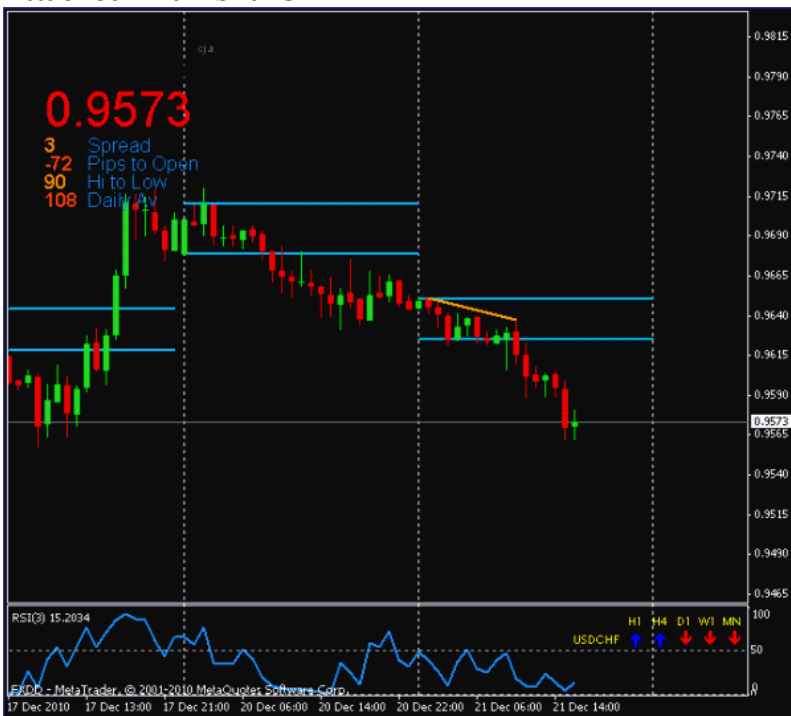 cja
0.9573
3 Spread
-72 Pips to Open
90 Hi to Low
108 Daily Av
0.9815
0.9790
0.9765
0.9740
0.9715
0.9690
0.9665
0.9640
0.9615
0.9590
0.9573
0.9565
0.9540
0.9515
0.9490
0.9465
RSI(3) 15.2034
100
H1 H4 D1 W1 MN
USDCHF
50
0
FXDD - MetaTrader, © 2001-2010 MetaQuotes Software Corp.
17 Dec 2010 17 Dec 13:00 17 Dec 21:00 20 Dec 06:00 20 Dec 14:00 20 Dec 22:00 21 Dec 06:00 21 Dec 14:00